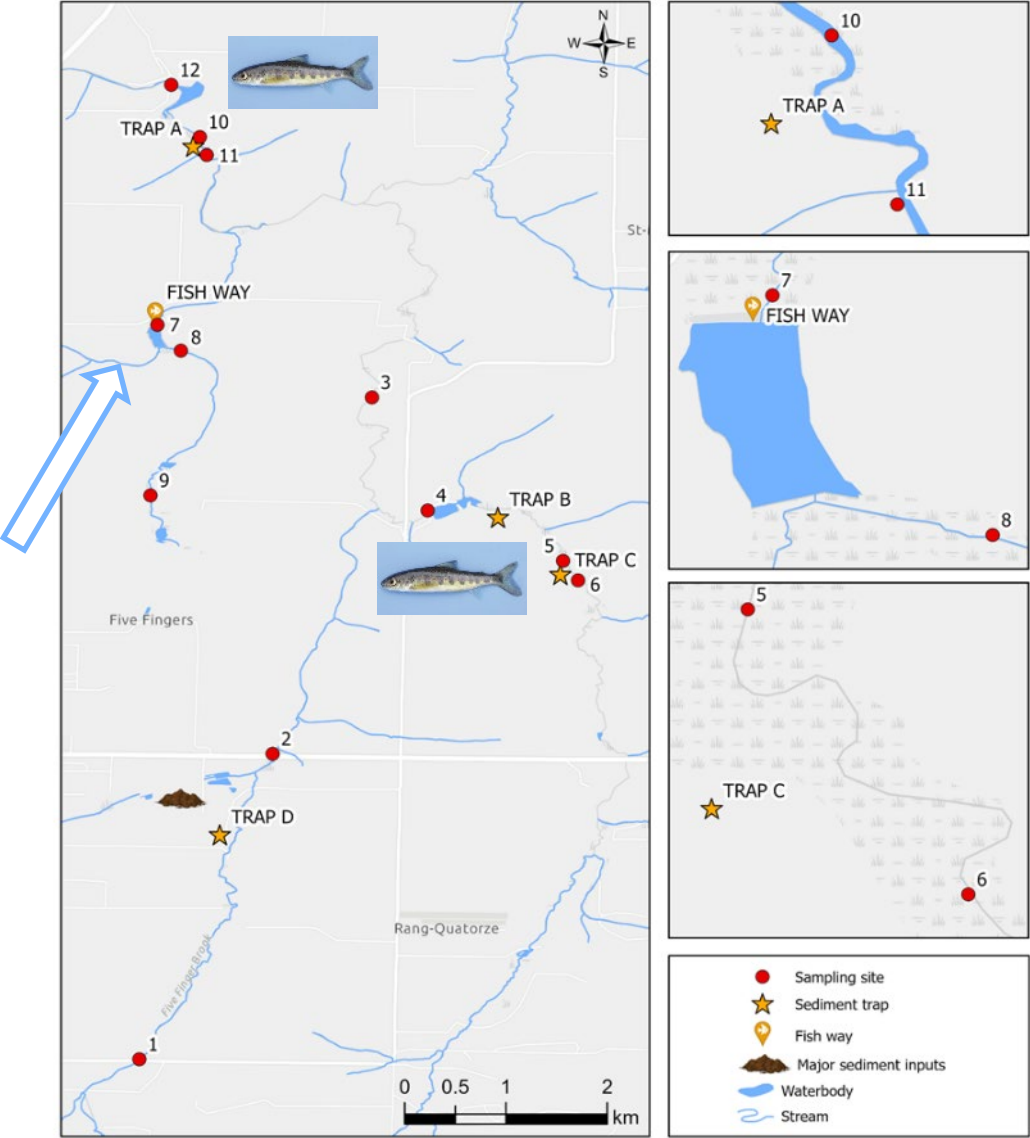 N
W E
S
12
10
TRAP A
11
St-
FISH WAY
7
8
3
9
4
TRAP B
5
TRAP C
6
Five Fingers
2
TRAP D
Rang-Quatorze
Five Finger Brook
1
0 0.5 1 2
km
10
TRAP A
11
7
FISH WAY
8
5
TRAP C
6
Sampling site
Sediment trap
Fish way
Major sediment inputs
Waterbody
Stream